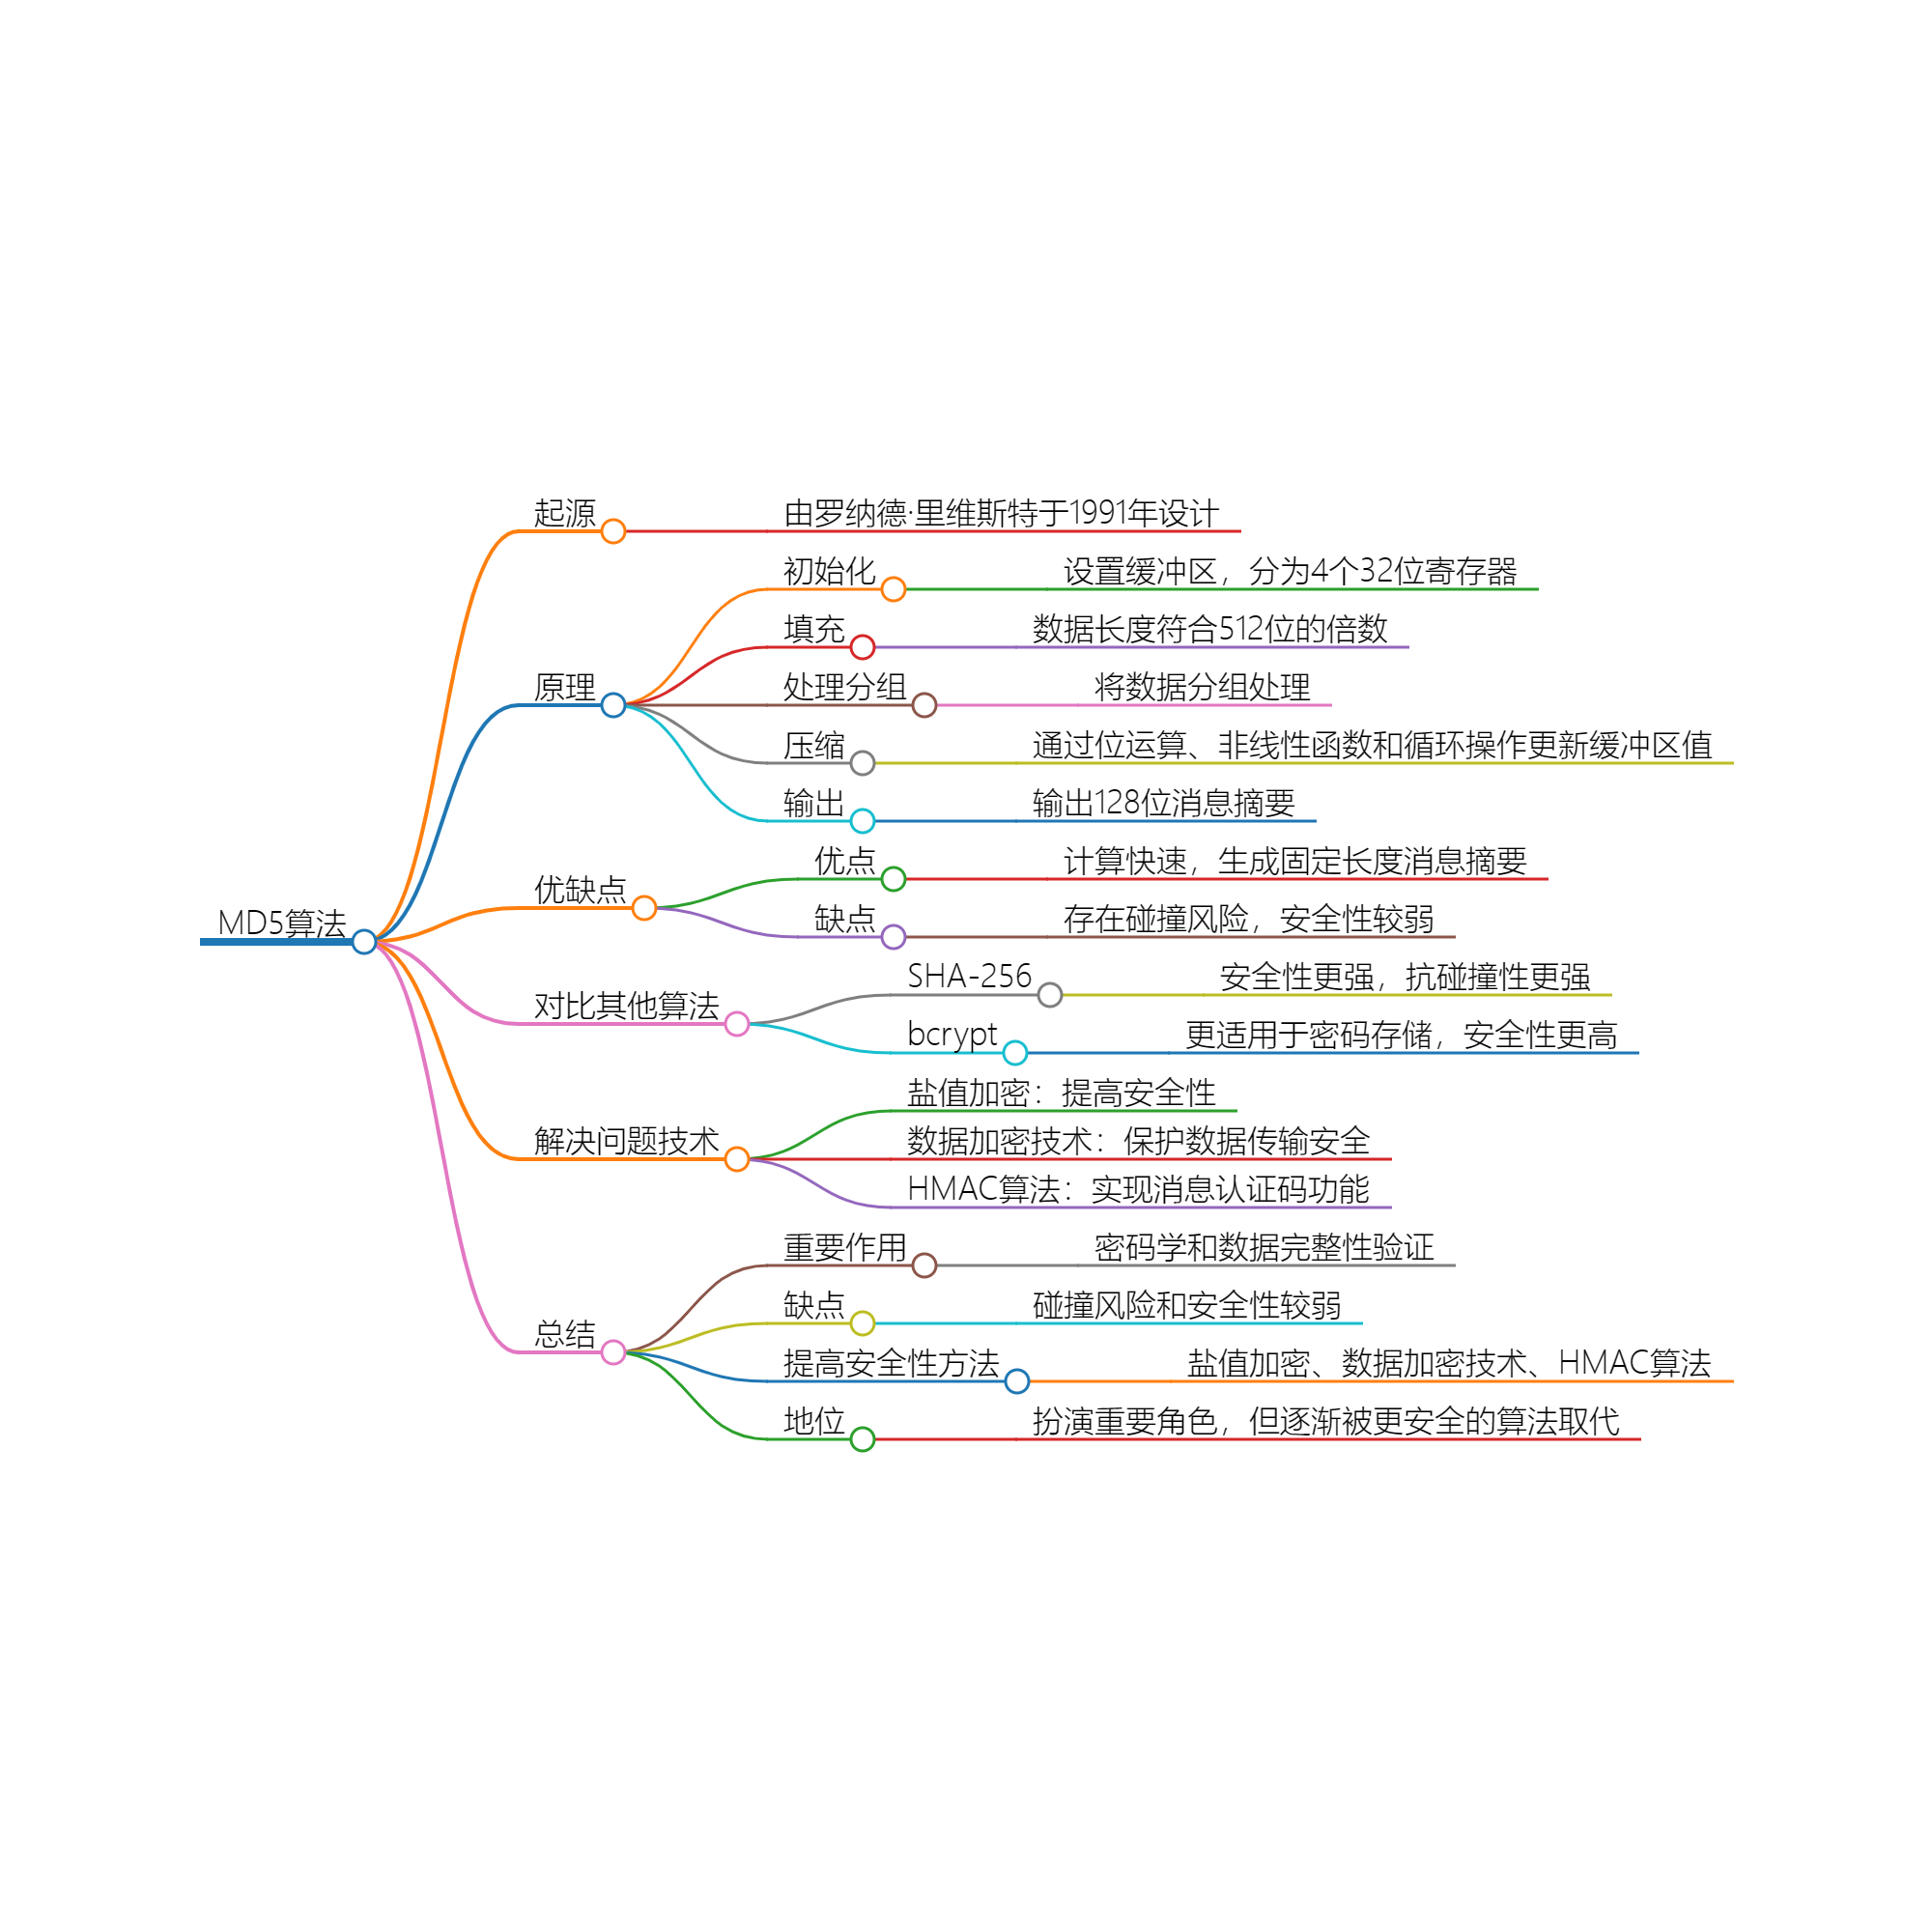 MD5算法
起源
由罗纳德·里维斯特于1991年设计
原理
初始化
设置缓冲区，分为4个32位寄存器
填充
数据长度符合512位的倍数
处理分组
将数据分组处理
压缩
通过位运算、非线性函数和循环操作更新缓冲区值
输出
输出128位消息摘要
优缺点
优点
计算快速，生成固定长度消息摘要
缺点
存在碰撞风险，安全性较弱
对比其他算法
SHA-256
安全性更强，抗碰撞性更强
bcrypt
更适用于密码存储，安全性更高
解决问题技术
盐值加密：提高安全性
数据加密技术：保护数据传输安全
HMAC算法：实现消息认证码功能
总结
重要作用
密码学和数据完整性验证
缺点
碰撞风险和安全性较弱
提高安全性方法
盐值加密、数据加密技术、HMAC算法
地位
扮演重要角色，但逐渐被更安全的算法取代